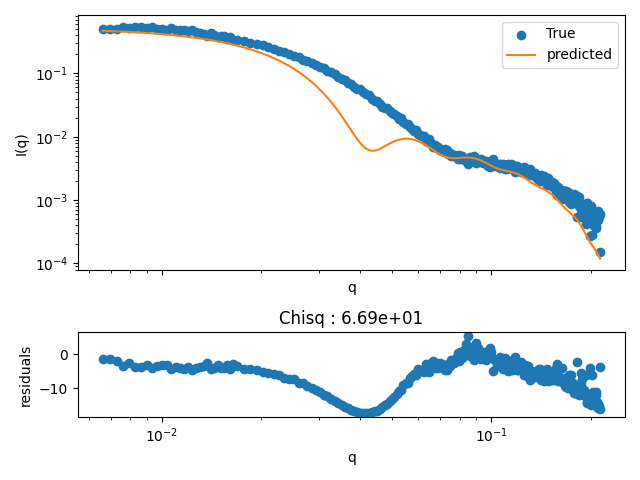 True
predicted
10⁻¹
10⁻²
10⁻³
10⁻⁴
I(q)
q
Chisq : 6.69e+01
0
−10
residuals
10⁻²
10⁻¹
q